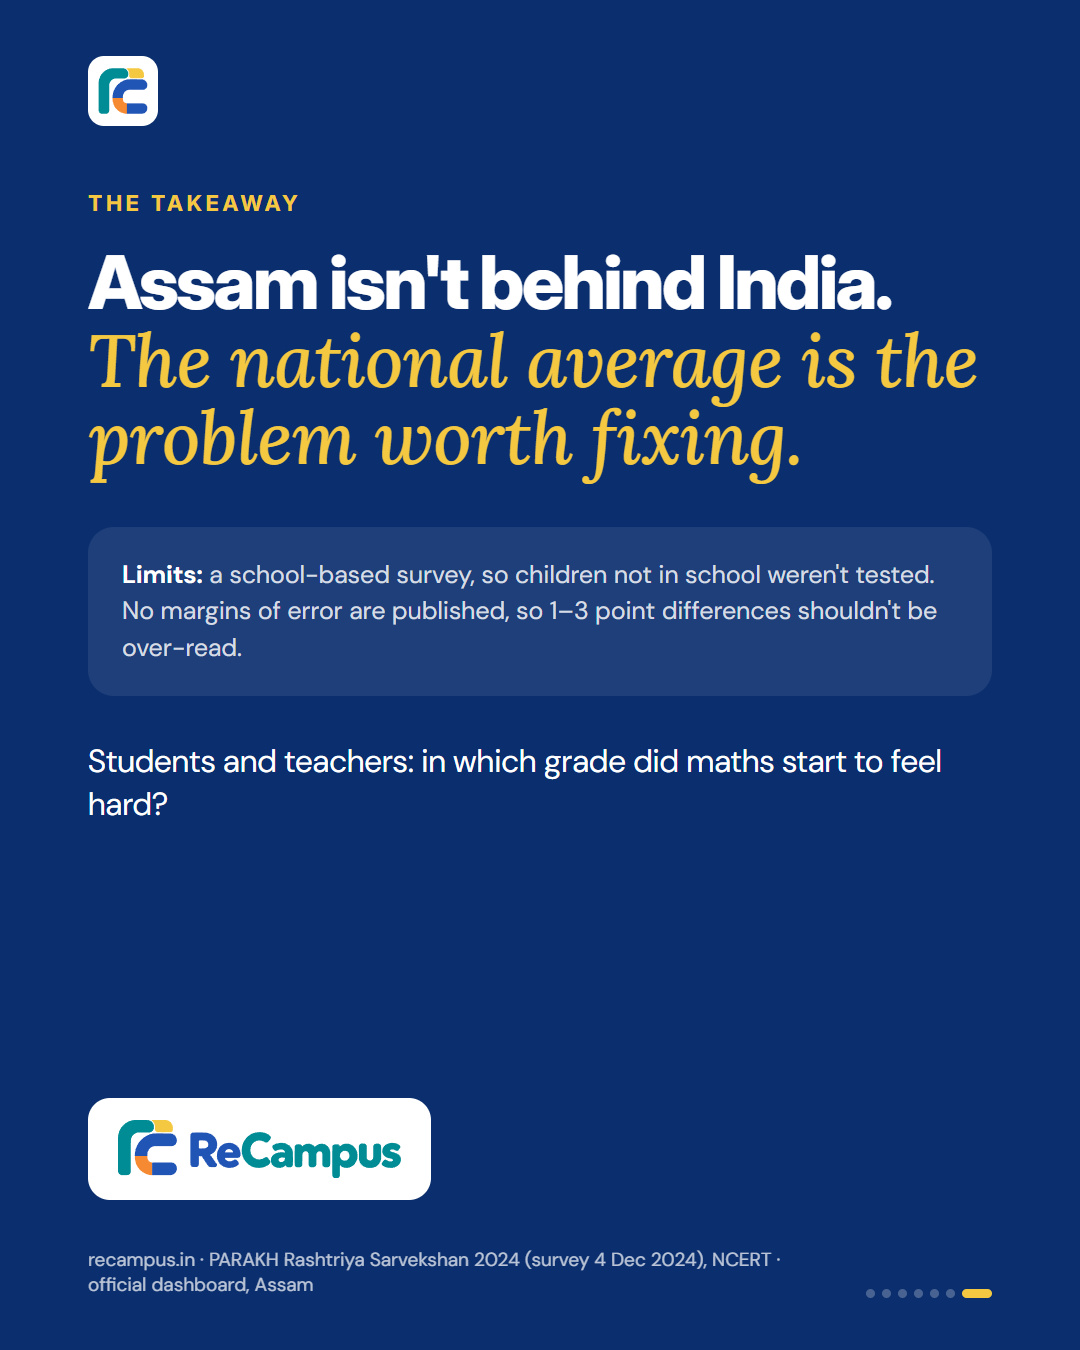 THE TAKEAWAY
Assam isn't behind India.
The national average is the
problem worth fixing.
Limits: a school-based survey, so children not in school weren't tested.
No margins of error are published, so 1–3 point differences shouldn't be
over-read.
Students and teachers: in which grade did maths start to feel
hard?
ReCampus
recampus.in · PARAKH Rashtriya Sarvekshan 2024 (survey 4 Dec 2024), NCERT ·
official dashboard, Assam